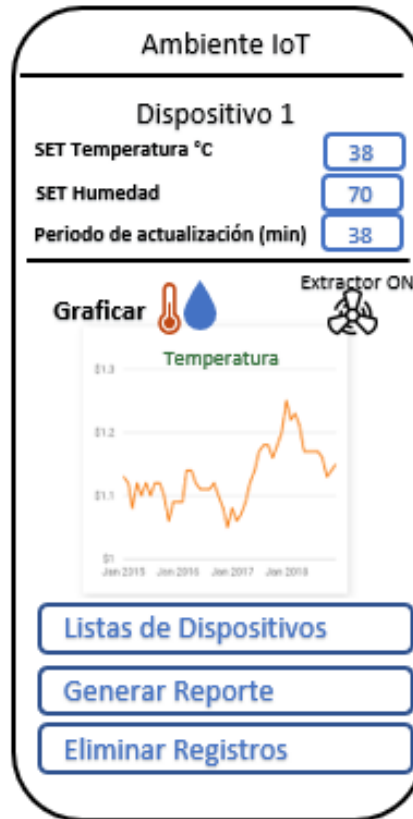 Ambiente IoT
Dispositivo 1
SET Temperatura °C 38
SET Humedad 70
Periodo de actualización (min) 38
Extractor ON
Graficar
Temperatura
$1.3
$1.2
$1.1
$1
Jan 2015 Jan 2016 Jan 2017 Jan 2018
Listas de Dispositivos
Generar Reporte
Eliminar Registros